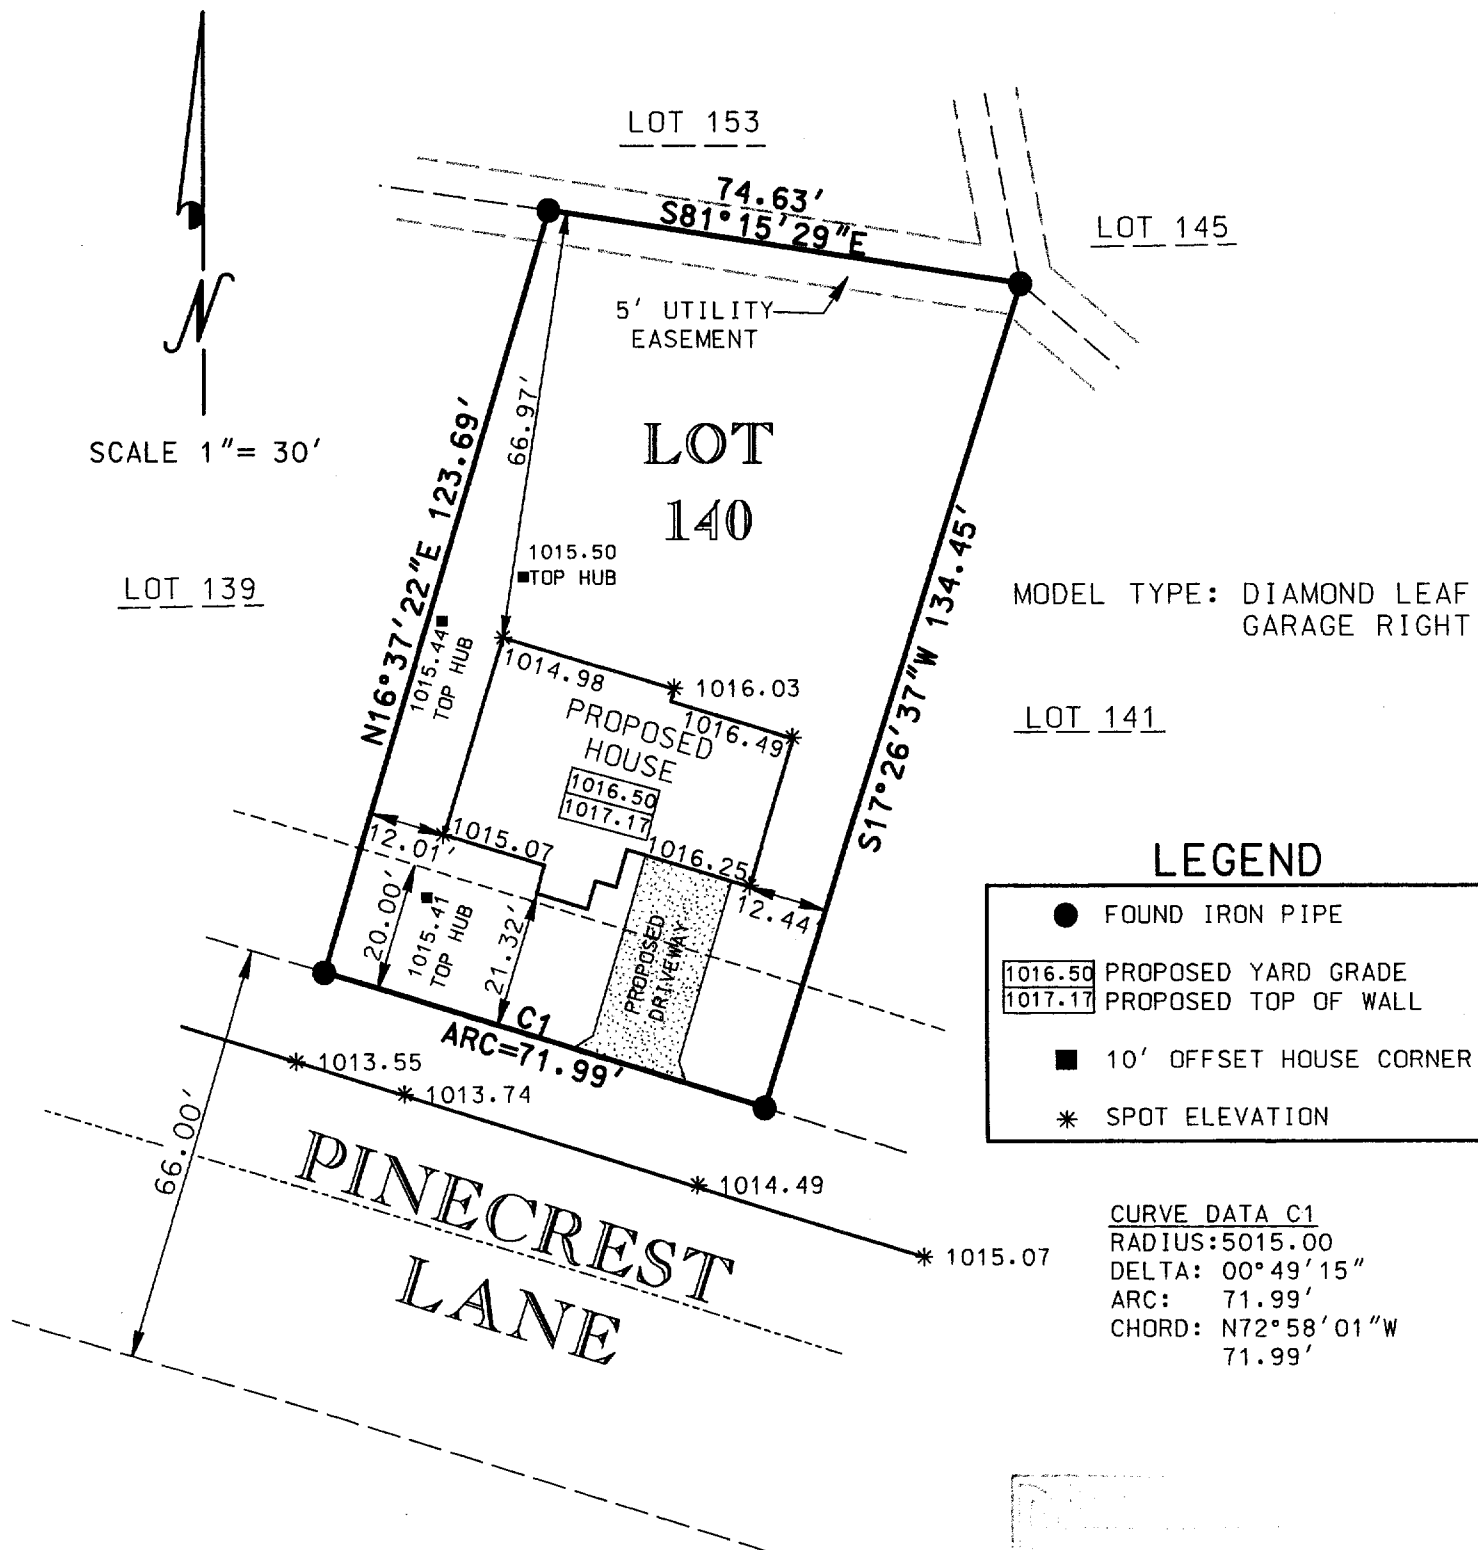 LOT 153
74.63'
S81°15'29"E
LOT 145
5' UTILITY
EASEMENT
N
SCALE 1"= 30'
66.97'
LOT
140
N16°37'22"E 123.69'
S17°26'37"W 134.45'
1015.50
TOP HUB
LOT 139
1015.44
TOP HUB
MODEL TYPE: DIAMOND LEAF
GARAGE RIGHT
LOT 141
1014.98
1016.03
1016.49
PROPOSED
HOUSE
1016.50
1017.17
12.01'
1015.07
1016.25
12.44'
20.00'
1015.41
TOP HUB
21.32'
PROPOSED
DRIVEWAY
C1
ARC=71.99'
LEGEND
FOUND IRON PIPE
1016.50 PROPOSED YARD GRADE
1017.17 PROPOSED TOP OF WALL
10' OFFSET HOUSE CORNER
SPOT ELEVATION
1013.55
1013.74
1014.49
1015.07
66.00'
PINECREST
LANE
CURVE DATA C1
RADIUS:5015.00
DELTA: 00°49'15"
ARC: 71.99'
CHORD: N72°58'01"W
71.99'